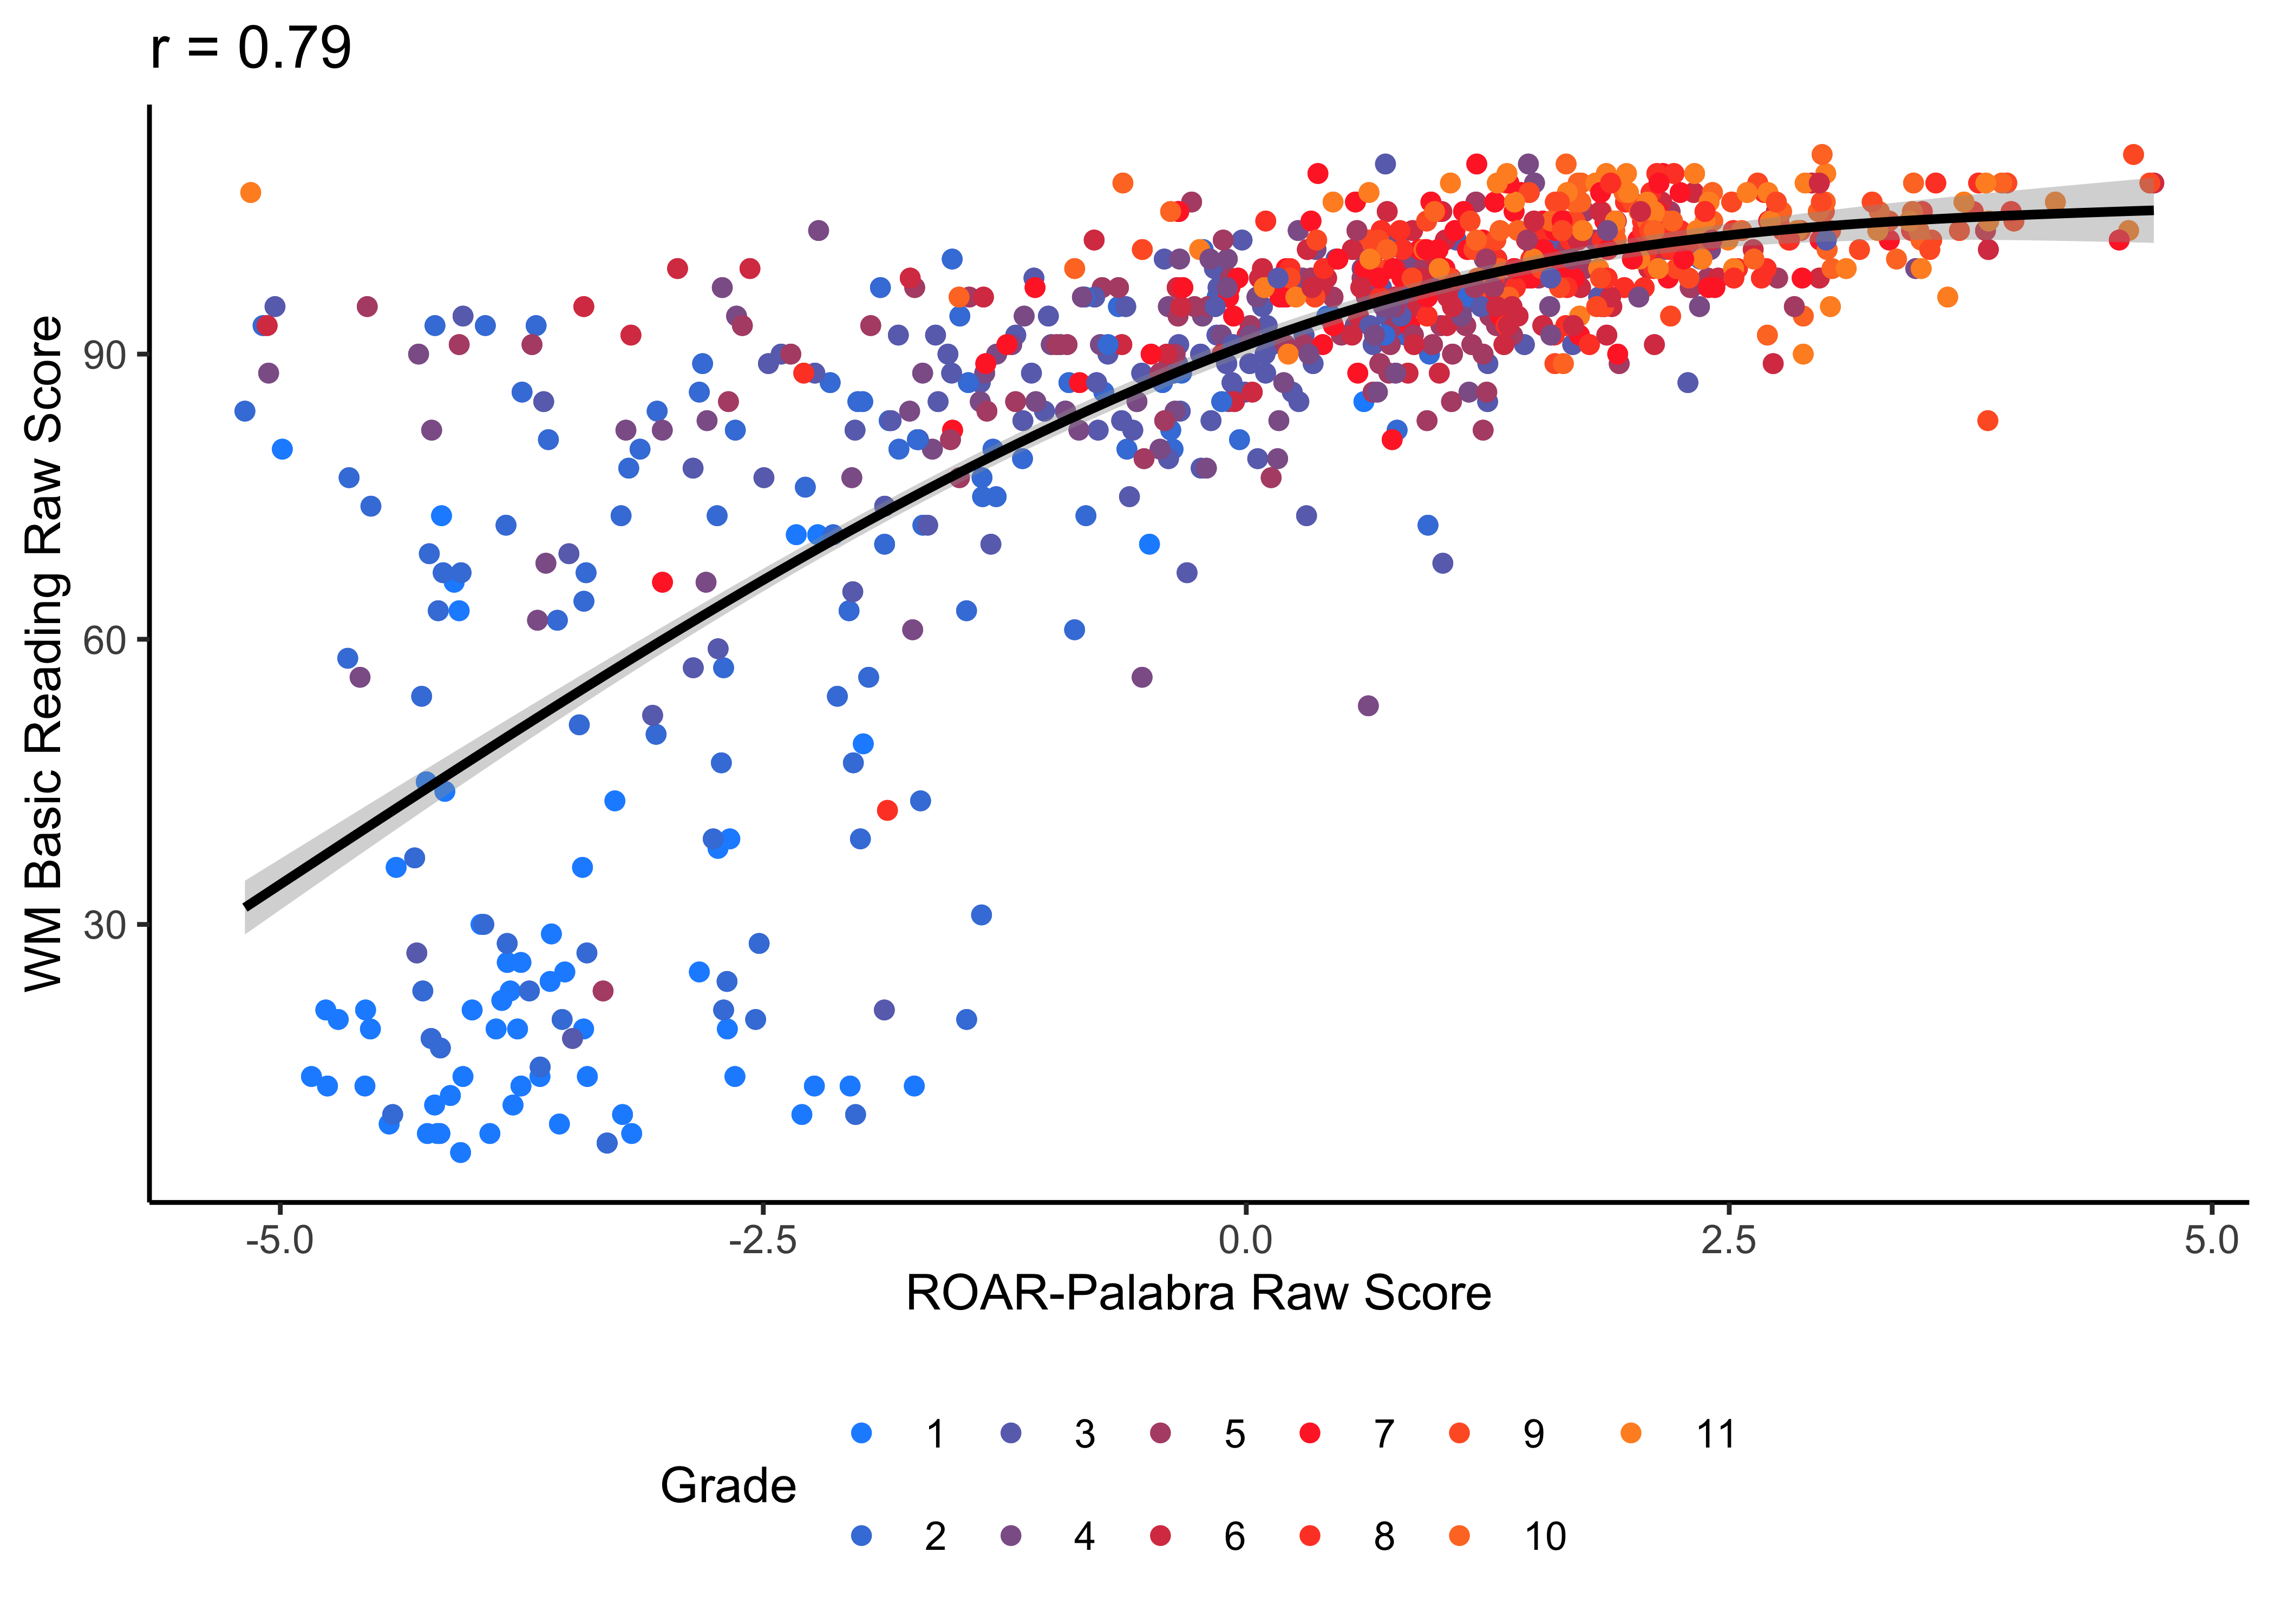 r = 0.79
WM Basic Reading Raw Score
90
60
30
-5.0 -2.5 0.0 2.5 5.0
ROAR-Palabra Raw Score
Grade
1 3 5 7 9 11
2 4 6 8 10